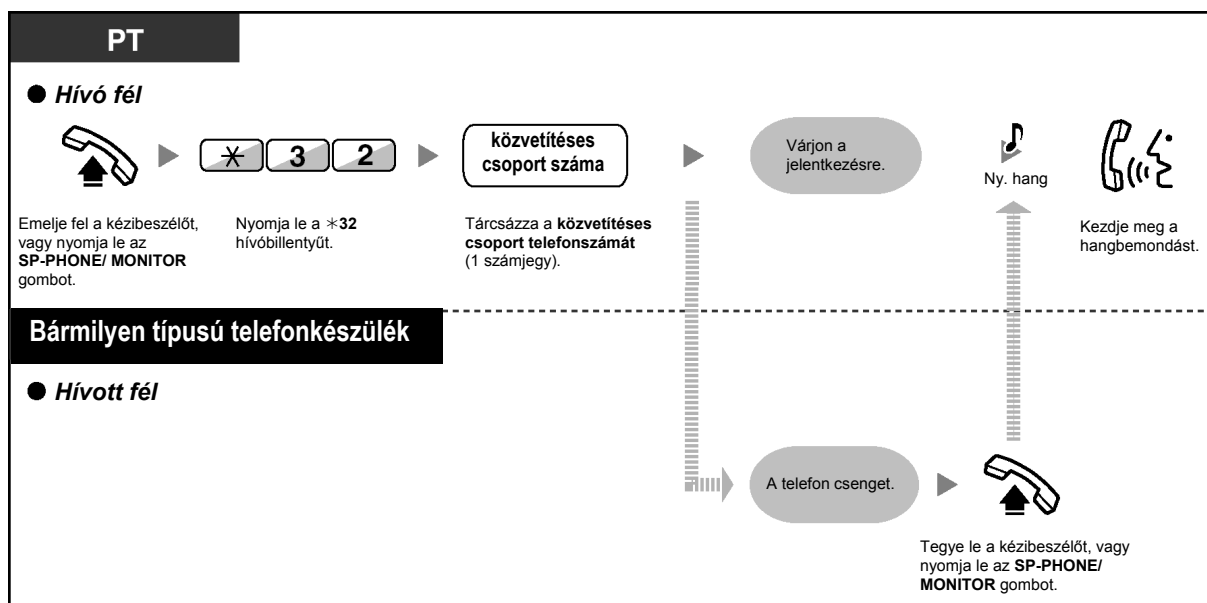 PT
● Hívó fél
✳ 3 2
közvetítéses
csoport száma
Várjon a
jelentkezésre.
Ny. hang
Emelje fel a kézibeszélőt,
vagy nyomja le az
SP-PHONE/ MONITOR
gombot.
Nyomja le a ✳32
hívóbillentyűt.
Tárcsázza a közvetítéses
csoport telefonszámát
(1 számjegy).
Kezdje meg a
hangbemondást.
Bármilyen típusú telefonkészülék
● Hívott fél
A telefon csenget.
Tegye le a kézibeszélőt, vagy
nyomja le az SP-PHONE/
MONITOR gombot.